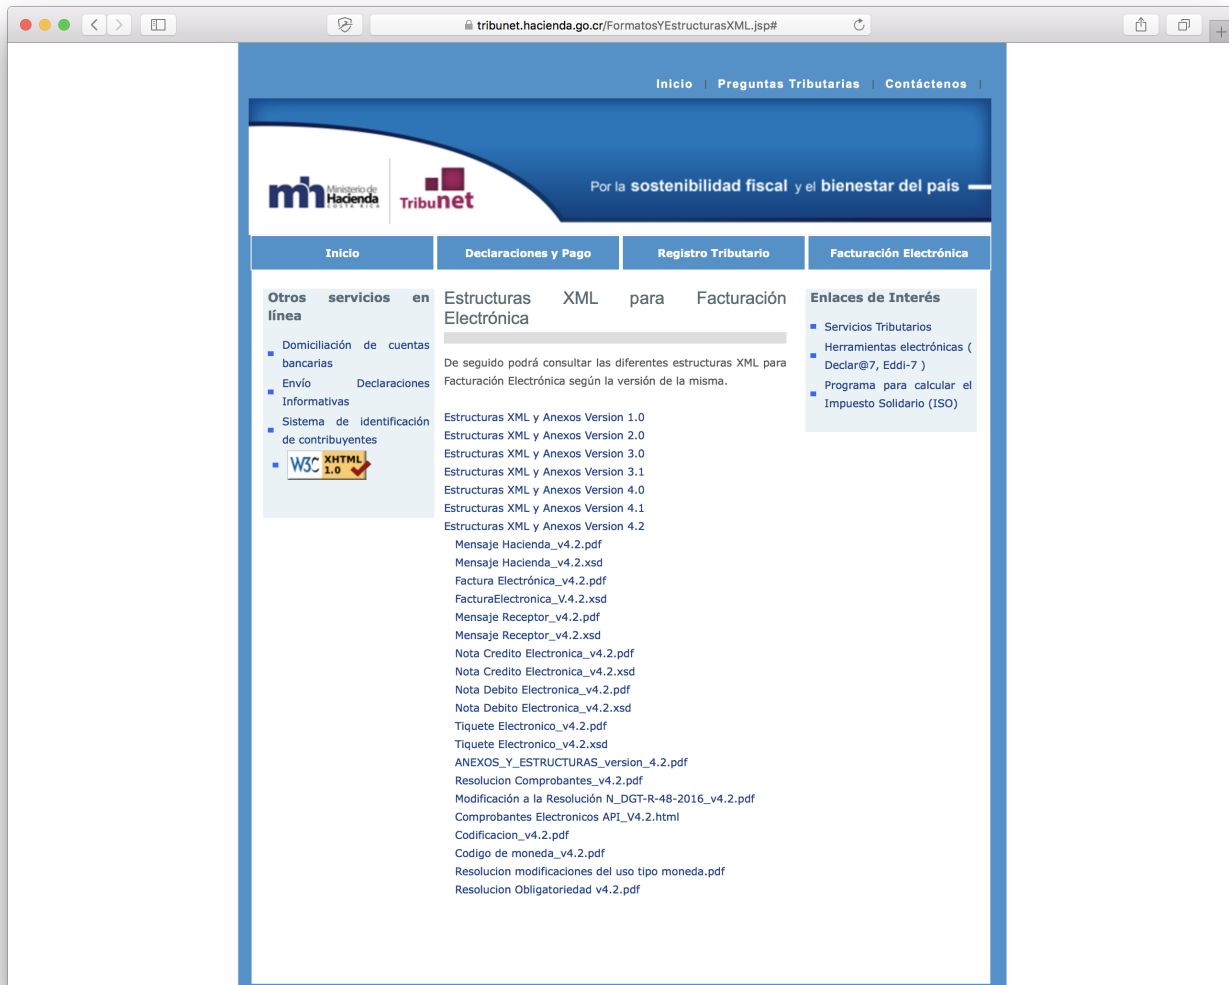 tribunet.hacienda.go.cr/FormatosYEstructurasXML.jsp#
Inicio | Preguntas Tributarias | Contáctenos |
mh Ministerio de
Hacienda
COSTA RICA
Tribunet
Por la sostenibilidad fiscal y el bienestar del país
Inicio
Declaraciones y Pago
Registro Tributario
Facturación Electrónica
Otros servicios en
línea
Domiciliación de cuentas
bancarias
Envío Declaraciones
Informativas
Sistema de identificación
de contribuyentes
W3C XHTML
1.0
Estructuras XML para Facturación
Electrónica
De seguido podrá consultar las diferentes estructuras XML para
Facturación Electrónica según la versión de la misma.
Estructuras XML y Anexos Version 1.0
Estructuras XML y Anexos Version 2.0
Estructuras XML y Anexos Version 3.0
Estructuras XML y Anexos Version 3.1
Estructuras XML y Anexos Version 4.0
Estructuras XML y Anexos Version 4.1
Estructuras XML y Anexos Version 4.2
Mensaje Hacienda_v4.2.pdf
Mensaje Hacienda_v4.2.xsd
Factura Electrónica_v4.2.pdf
FacturaElectronica_V.4.2.xsd
Mensaje Receptor_v4.2.pdf
Mensaje Receptor_v4.2.xsd
Nota Credito Electronica_v4.2.pdf
Nota Credito Electronica_v4.2.xsd
Nota Debito Electronica_v4.2.pdf
Nota Debito Electronica_v4.2.xsd
Tiquete Electronico_v4.2.pdf
Tiquete Electronico_v4.2.xsd
ANEXOS_Y_ESTRUCTURAS_version_4.2.pdf
Resolucion Comprobantes_v4.2.pdf
Modificación a la Resolución N_DGT-R-48-2016_v4.2.pdf
Comprobantes Electronicos API_V4.2.html
Codificacion_v4.2.pdf
Codigo de moneda_v4.2.pdf
Resolucion modificaciones del uso tipo moneda.pdf
Resolucion Obligatoriedad v4.2.pdf
Enlaces de Interés
Servicios Tributarios
Herramientas electrónicas (
Declar@7, Eddi-7 )
Programa para calcular el
Impuesto Solidario (ISO)